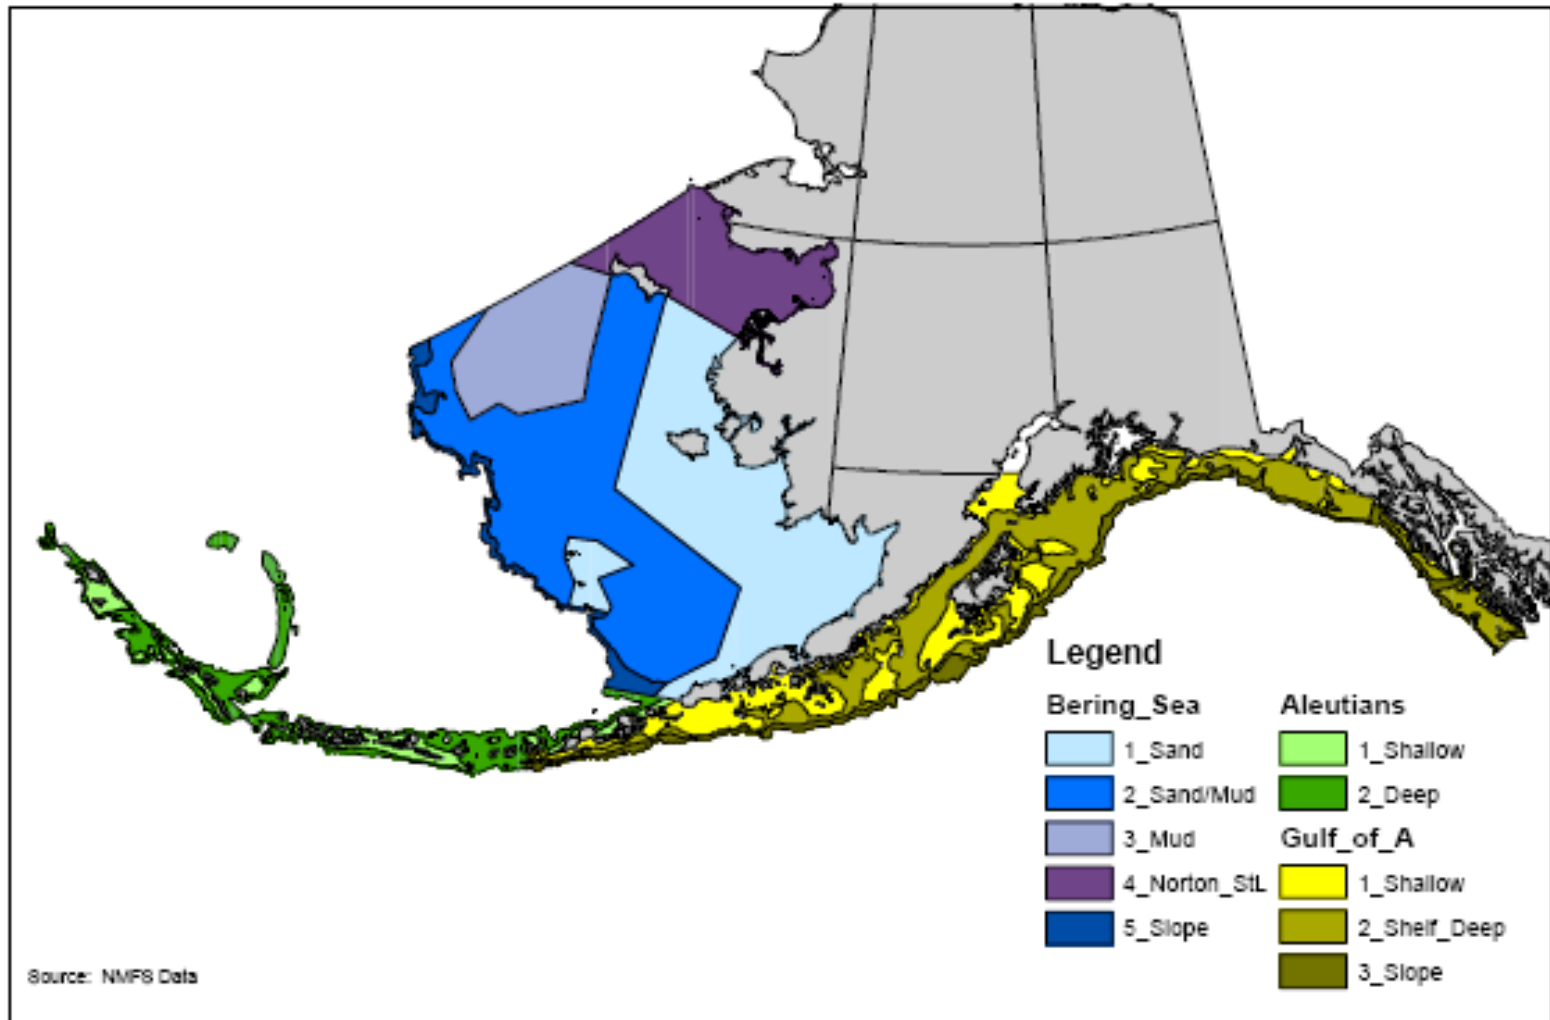 Legend
Bering_Sea
1_Sand
2_Sand/Mud
3_Mud
4_Norton_StL
5_Slope
Aleutians
1_Shallow
2_Deep
Gulf_of_A
1_Shallow
2_Shelf_Deep
3_Slope
Source: NMFS Data